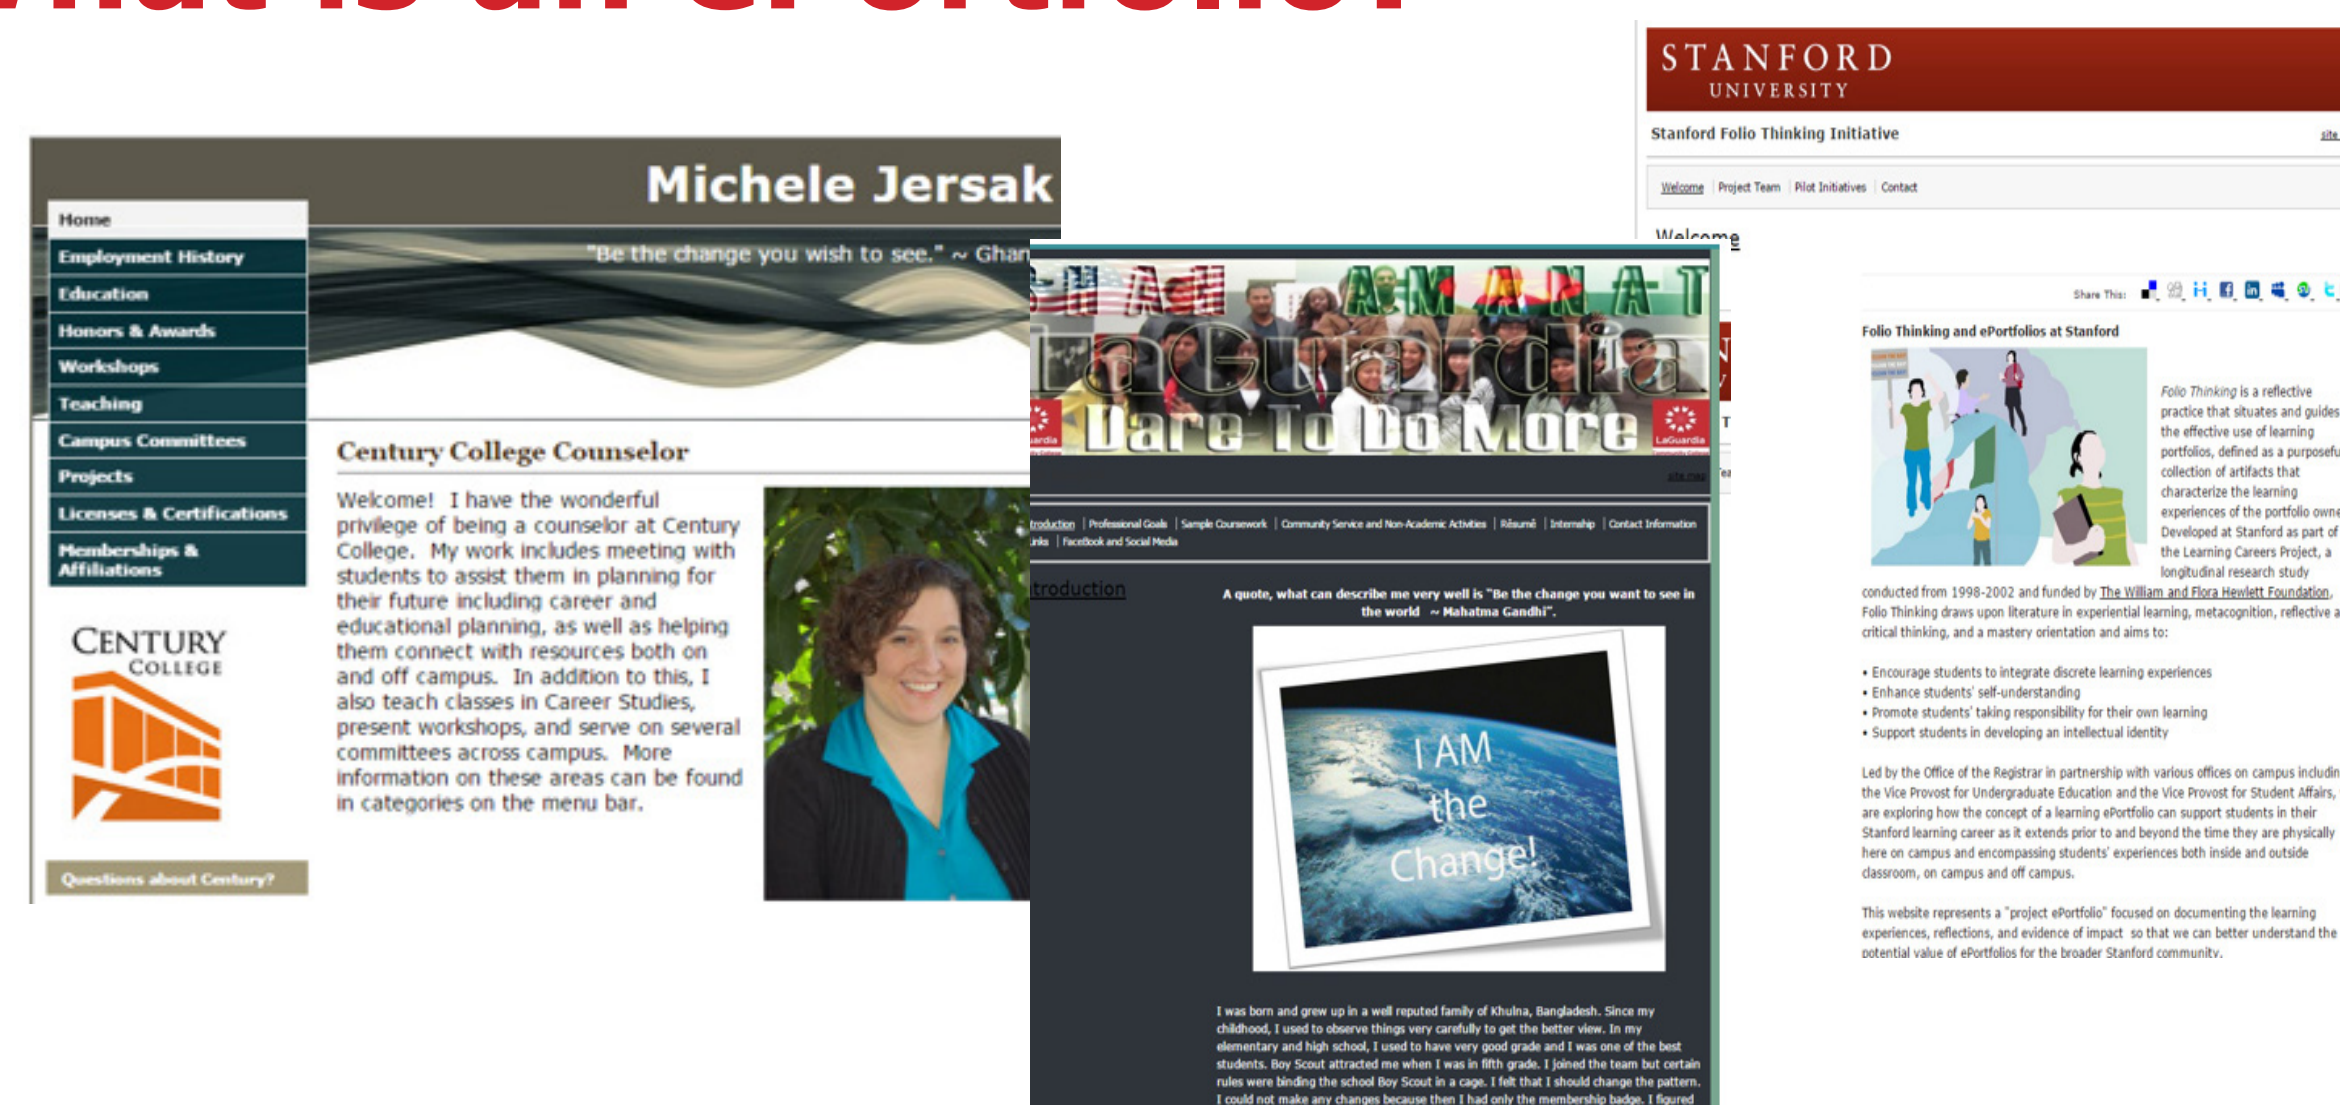 What is an ePortfolio?
Michele Jersak
"Be the change you wish to see." ~
Home
Employment History
Education
Honors & Awards
Workshops
Teaching
Campus Committees
Projects
Licenses & Certifications
Memberships &
Affiliations
CENTURY
COLLEGE
Questions about Century?
Century College Counselor
Welcome! I have the wonderful
privilege of being a counselor at Century
College. My work includes meeting with
students to assist them in planning for
their future including career and
educational planning, as well as helping
them connect with resources both on
and off campus. In addition to this, I
also teach classes in Career Studies,
present workshops, and serve on several
committees across campus. More
information on these areas can be found
in categories on the menu bar.
AMANAT
LaGuardia
Dare To Do More
LaGuardia
site map
Professional Goals | Sample Coursework | Community Service and Non-Academic Activities | Résumé | Internship | Contact Information
FaceBook and Social Media
A quote, what can describe me very well is "Be the change you want to see in
the world ~ Mahatma Gandhi".
I AM
the
Change!
I was born and grew up in a well reputed family of Khulna, Bangladesh. Since my
childhood, I used to observe things very carefully to get the better view. In my
elementary and high school, I used to have very good grade and I was one of the best
students. Boy Scout attracted me when I was in fifth grade. I joined the team but certain
rules were binding the school Boy Scout in a cage. I felt that I should change the pattern.
I could not make any changes because then I had only the membership badge. I figured
STANFORD
UNIVERSITY
Stanford Folio Thinking Initiative
site
Welcome | Project Team | Pilot Initiatives | Contact
Welcome
Share This:
Folio Thinking and ePortfolios at Stanford
Folio Thinking is a reflective
practice that situates and guides
the effective use of learning
portfolios, defined as a
collection of artifacts that
characterize the learning
experiences of the portfolio
Developed at Stanford as part of
the Learning Careers Project, a
longitudinal research study
conducted from 1998-2002 and funded by The William and Flora Hewlett Foundation,
Folio Thinking draws upon literature in experiential learning, metacognition, reflective
critical thinking, and a mastery orientation and aims to:
• Encourage students to integrate discrete learning experiences
• Enhance students' self-understanding
• Promote students' taking responsibility for their own learning
• Support students in developing an intellectual identity
Led by the Office of the Registrar in partnership with various offices on campus
the Vice Provost for Undergraduate Education and the Vice Provost for Student Affairs,
are exploring how the concept of a learning ePortfolio can support students in their
Stanford learning career as it extends prior to and beyond the time they are physically
here on campus and encompassing students' experiences both inside and outside
classroom, on campus and off campus.
This website represents a "project ePortfolio" focused on documenting the learning
experiences, reflections, and evidence of impact so that we can better understand the
potential value of ePortfolios for the broader Stanford community.